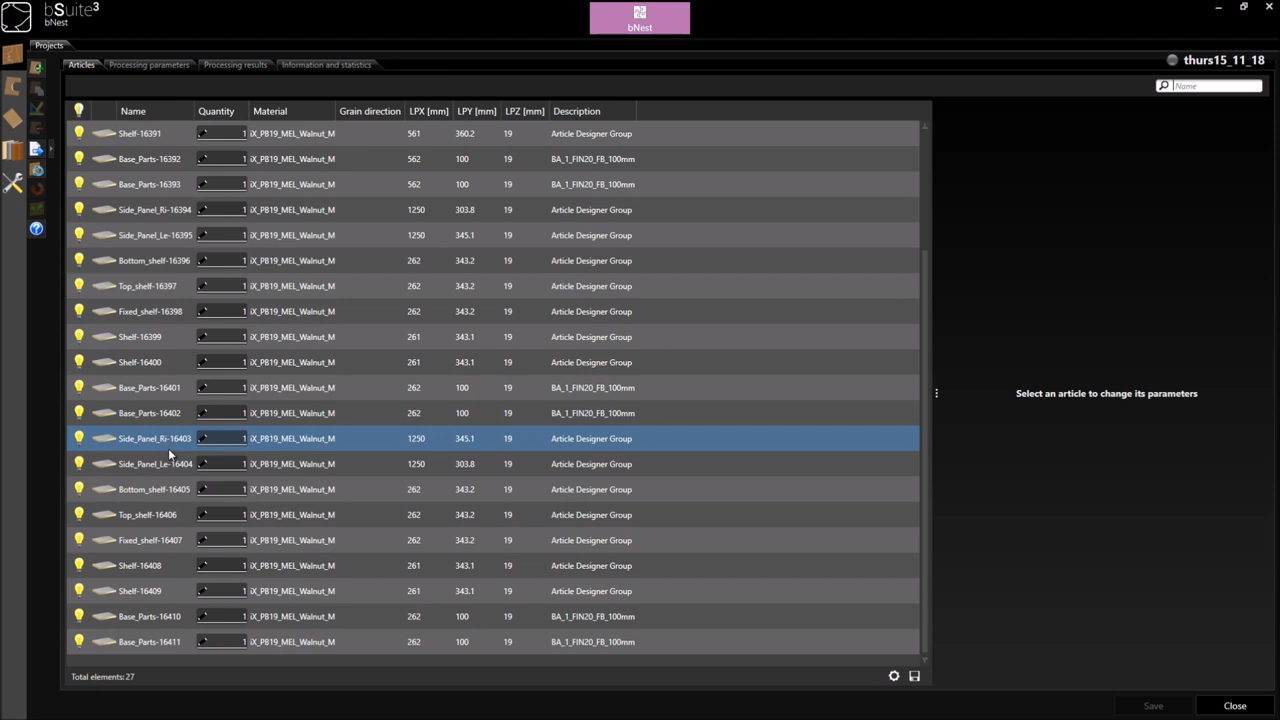 bSuite³
bNest
bNest
Projects
Articles Processing parameters Processing results Information and statistics thurs15_11_18
Name
Name Quantity Material Grain direction LPX [mm] LPY [mm] LPZ [mm] Description
Shelf-16391 1 iX_PB19_MEL_Walnut_M 561 360.2 19 Article Designer Group
Base_Parts-16392 1 iX_PB19_MEL_Walnut_M 562 100 19 BA_1_FIN20_FB_100mm
Base_Parts-16393 1 iX_PB19_MEL_Walnut_M 562 100 19 BA_1_FIN20_FB_100mm
Side_Panel_Ri-16394 1 iX_PB19_MEL_Walnut_M 1250 303.8 19 Article Designer Group
Side_Panel_Le-16395 1 iX_PB19_MEL_Walnut_M 1250 345.1 19 Article Designer Group
Bottom_shelf-16396 1 iX_PB19_MEL_Walnut_M 262 343.2 19 Article Designer Group
Top_shelf-16397 1 iX_PB19_MEL_Walnut_M 262 343.2 19 Article Designer Group
Fixed_shelf-16398 1 iX_PB19_MEL_Walnut_M 262 343.2 19 Article Designer Group
Shelf-16399 1 iX_PB19_MEL_Walnut_M 261 343.1 19 Article Designer Group
Shelf-16400 1 iX_PB19_MEL_Walnut_M 261 343.1 19 Article Designer Group
Base_Parts-16401 1 iX_PB19_MEL_Walnut_M 262 100 19 BA_1_FIN20_FB_100mm
Base_Parts-16402 1 iX_PB19_MEL_Walnut_M 262 100 19 BA_1_FIN20_FB_100mm
Side_Panel_Ri-16403 1 iX_PB19_MEL_Walnut_M 1250 345.1 19 Article Designer Group
Side_Panel_Le-16404 1 iX_PB19_MEL_Walnut_M 1250 303.8 19 Article Designer Group
Bottom_shelf-16405 1 iX_PB19_MEL_Walnut_M 262 343.2 19 Article Designer Group
Top_shelf-16406 1 iX_PB19_MEL_Walnut_M 262 343.2 19 Article Designer Group
Fixed_shelf-16407 1 iX_PB19_MEL_Walnut_M 262 343.2 19 Article Designer Group
Shelf-16408 1 iX_PB19_MEL_Walnut_M 261 343.1 19 Article Designer Group
Shelf-16409 1 iX_PB19_MEL_Walnut_M 261 343.1 19 Article Designer Group
Base_Parts-16410 1 iX_PB19_MEL_Walnut_M 262 100 19 BA_1_FIN20_FB_100mm
Base_Parts-16411 1 iX_PB19_MEL_Walnut_M 262 100 19 BA_1_FIN20_FB_100mm
Select an article to change its parameters
Total elements: 27
Save Close